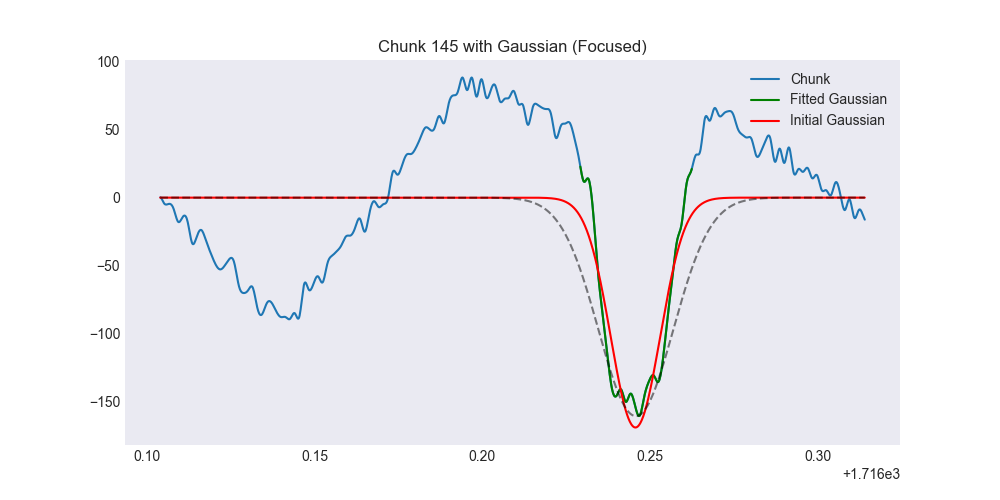 Chunk 145 with Gaussian (Focused)
100
50
0
−50
−100
−150
Chunk
Fitted Gaussian
Initial Gaussian
0.10 0.15 0.20 0.25 0.30
+1.716e3